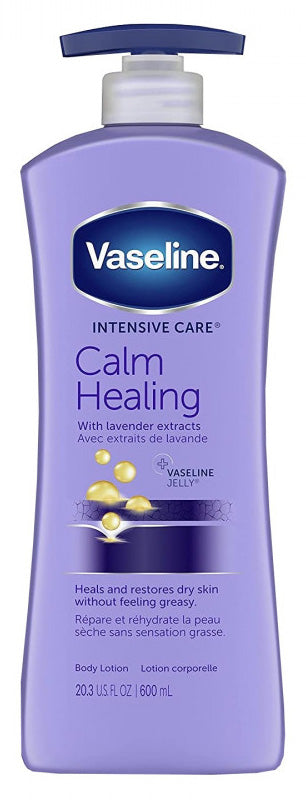 Vaseline.
INTENSIVE CARE®
Calm
Healing
With lavender extracts
Avec extraits de lavande
VASELINE
JELLY®
Heals and restores dry skin
without feeling greasy.
Répare et réhydrate la peau
sèche sans sensation grasse.
Body Lotion Lotion corporelle
20.3 U.S. FL OZ | 600 mL